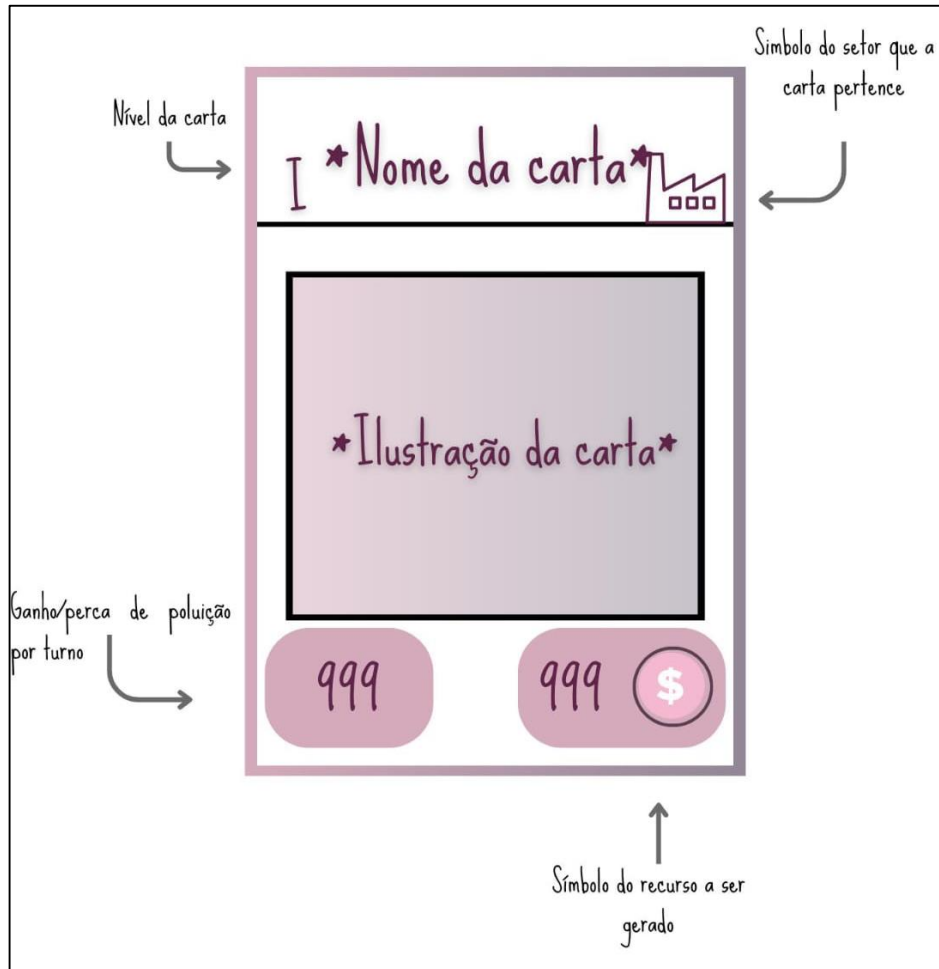 Simbolo do setor que a
carta pertence
Nível da carta
I *Nome da carta*
*Ilustração da carta*
Ganho/perca de poluição
por turno
999
999 $
Símbolo do recurso a ser
gerado